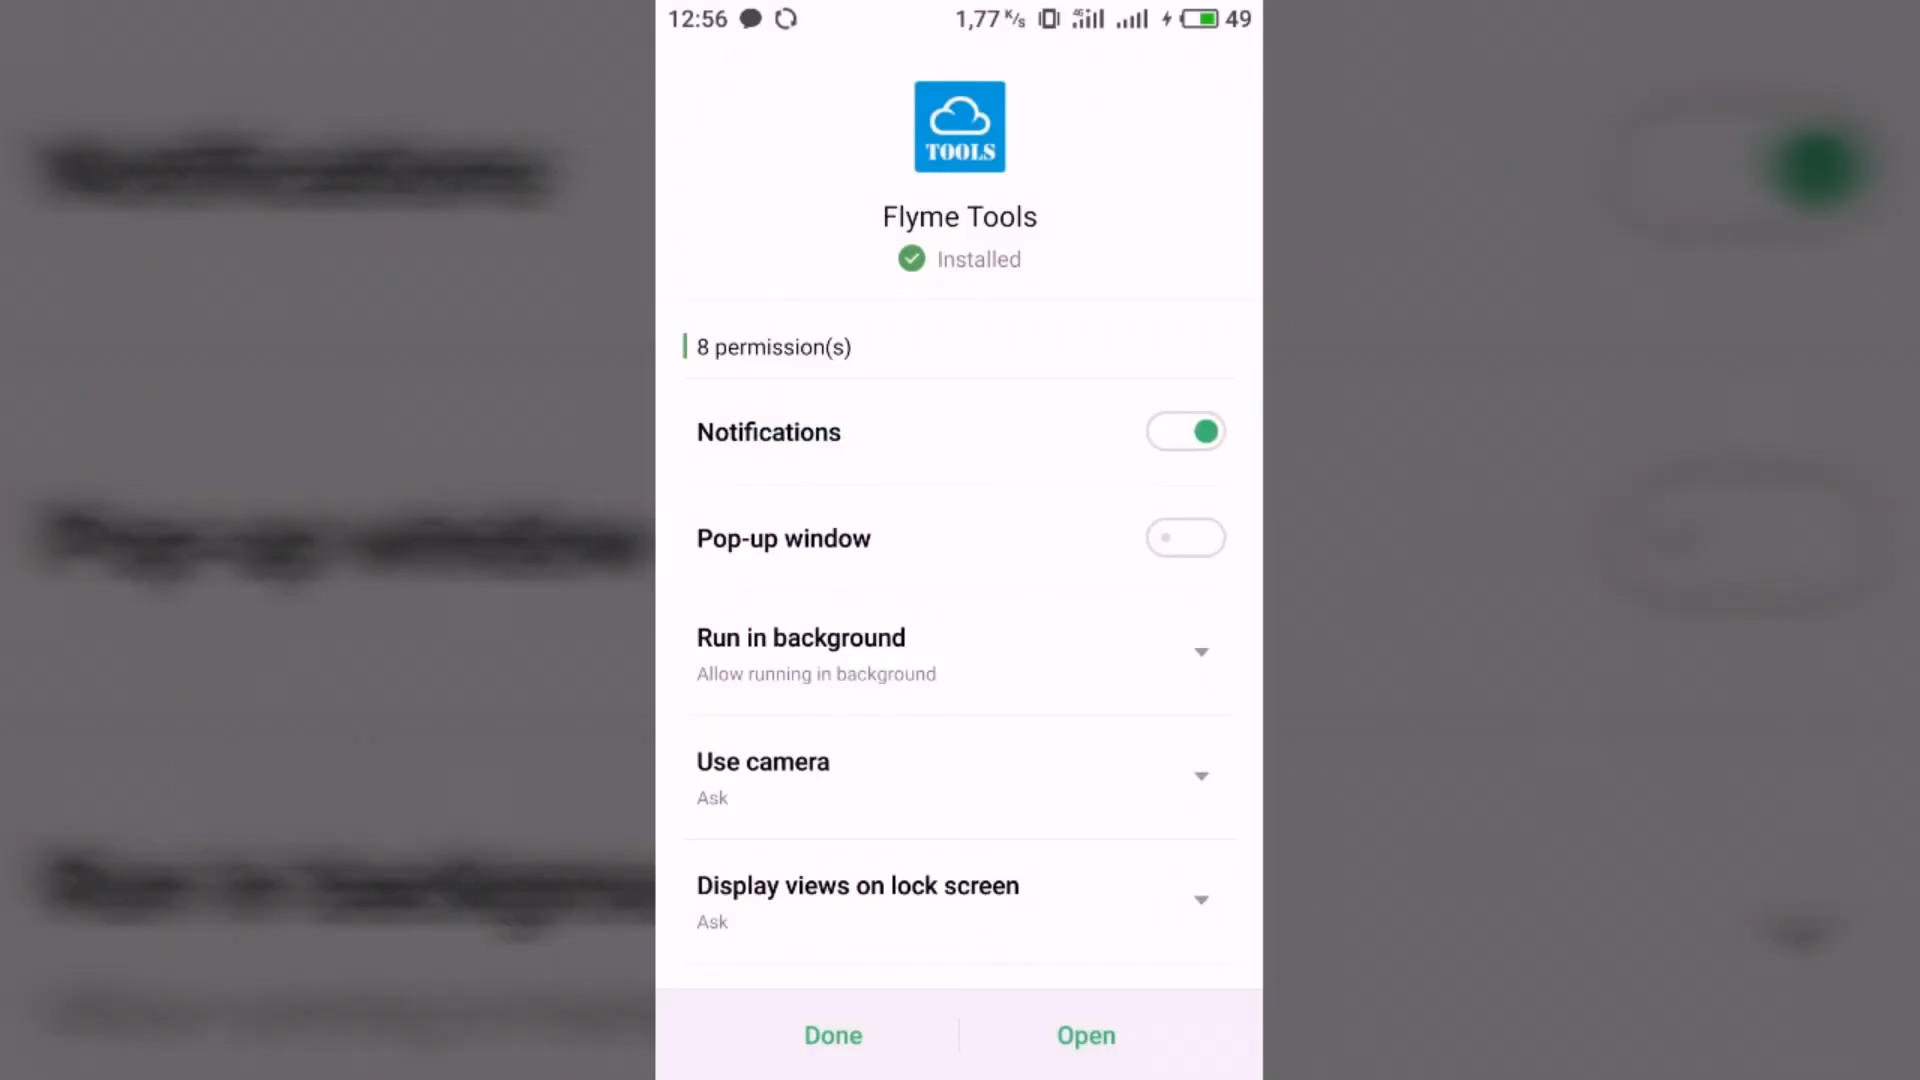 12:56 1,77 K/s 4G 49
TOOLS
Flyme Tools
Installed
8 permission(s)
Notifications
Pop-up window
Run in background
Allow running in background
Use camera
Ask
Display views on lock screen
Ask
Done Open